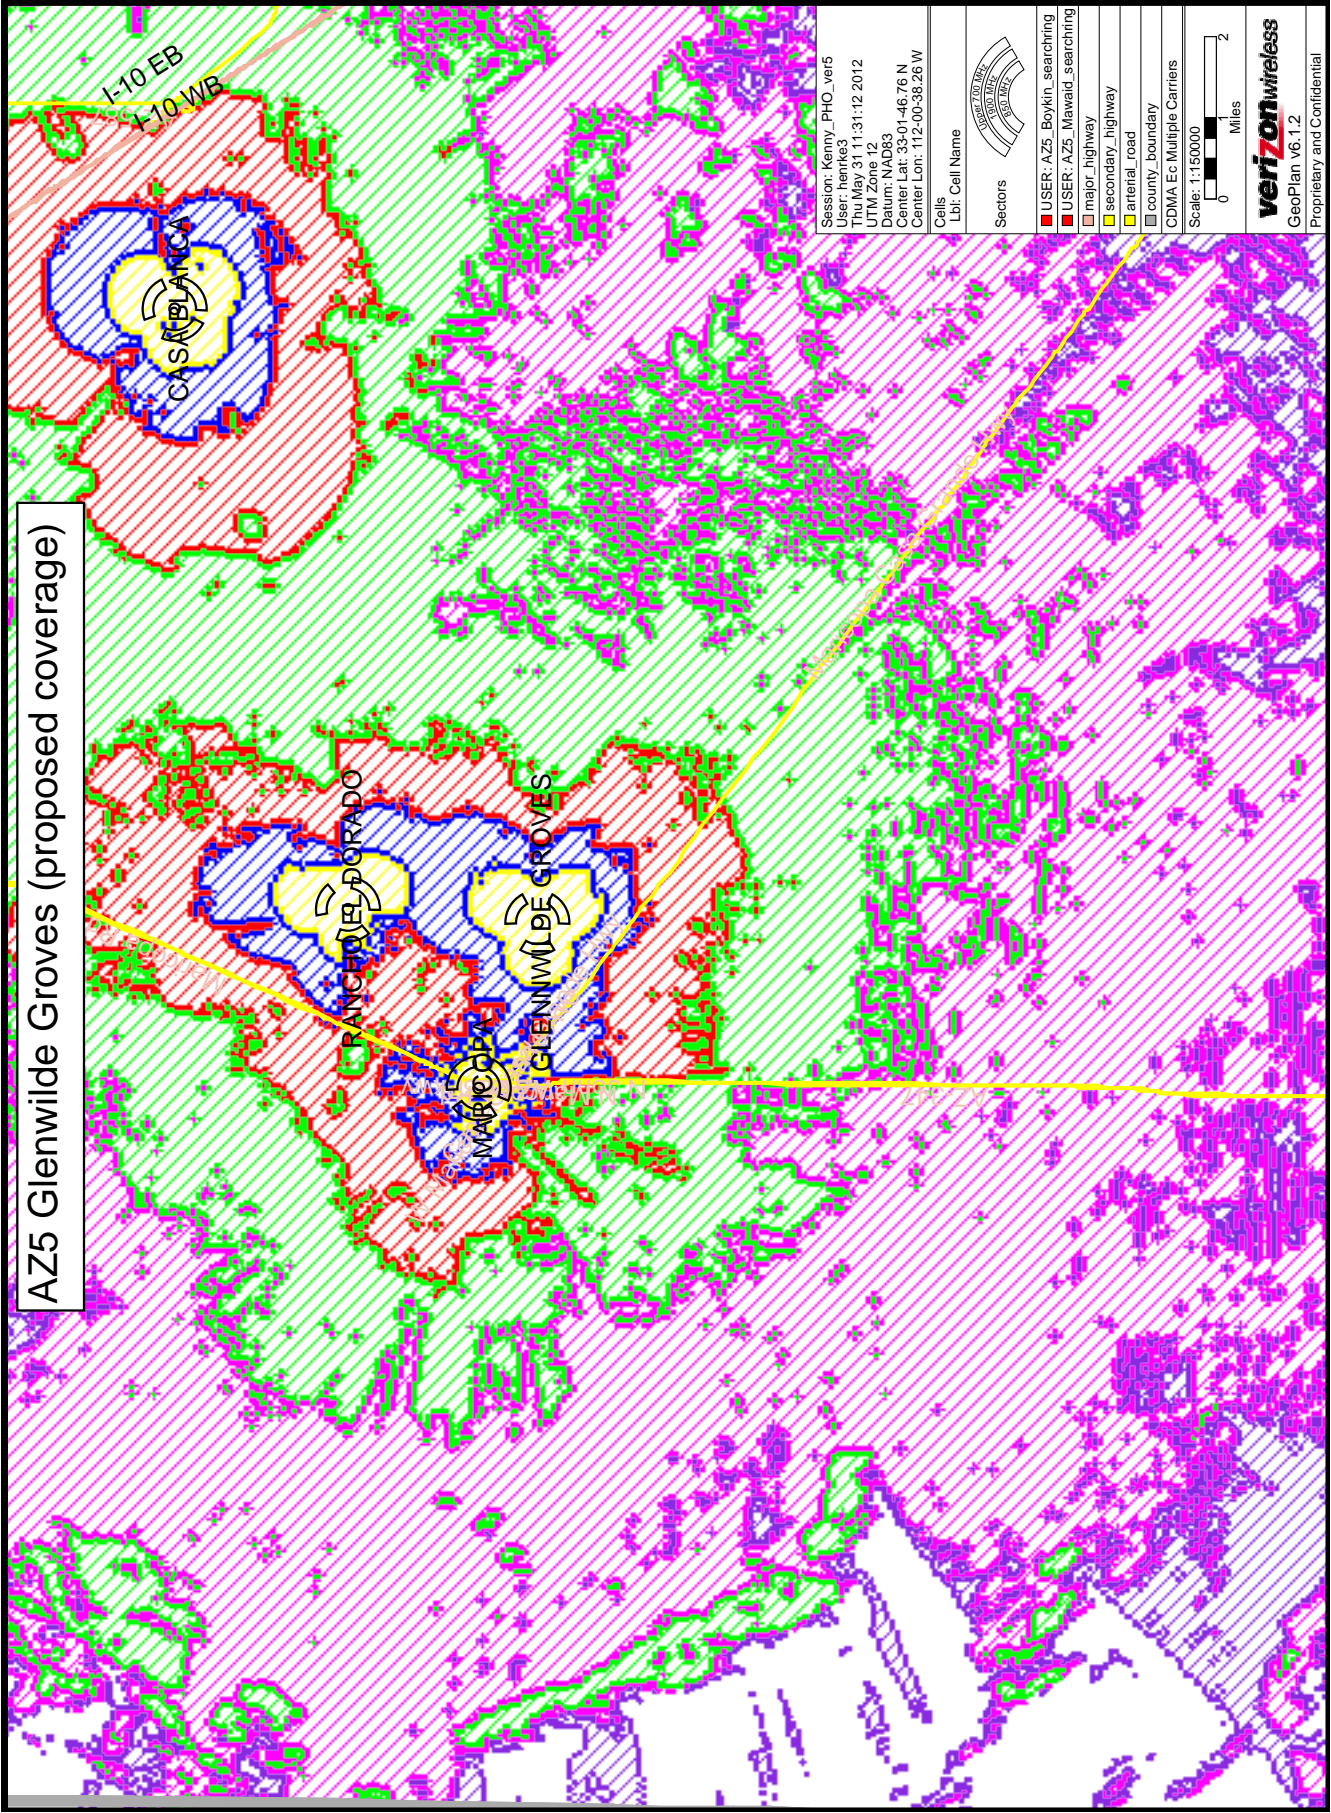 AZ5 Glenwilde Groves (proposed coverage)
I-10 EB
I-10 WB
CASA BLANCA
RANCHO EL DORADO
GLENNWILDE GROVES
MARICOPA
Session: Kenny_PHO_ver5
User: henrke3
Thu May 31 11:31:12 2012
UTM Zone 12
Datum: NAD83
Center Lat: 33-01-46.76 N
Center Lon: 112-00-38.26 W
Cells
Lbl: Cell Name
Sectors
Upper 700 MHz
1900 MHz
850 MHz
USER: AZ5_Boykin_searchring
USER: AZ5_Mawaid_searchring
major_highway
secondary_highway
arterial_road
county_boundary
CDMA Ec Multiple Carriers
Scale: 1:150000
0 1 2
Miles
verizonwireless
GeoPlan v6.1.2
Proprietary and Confidential